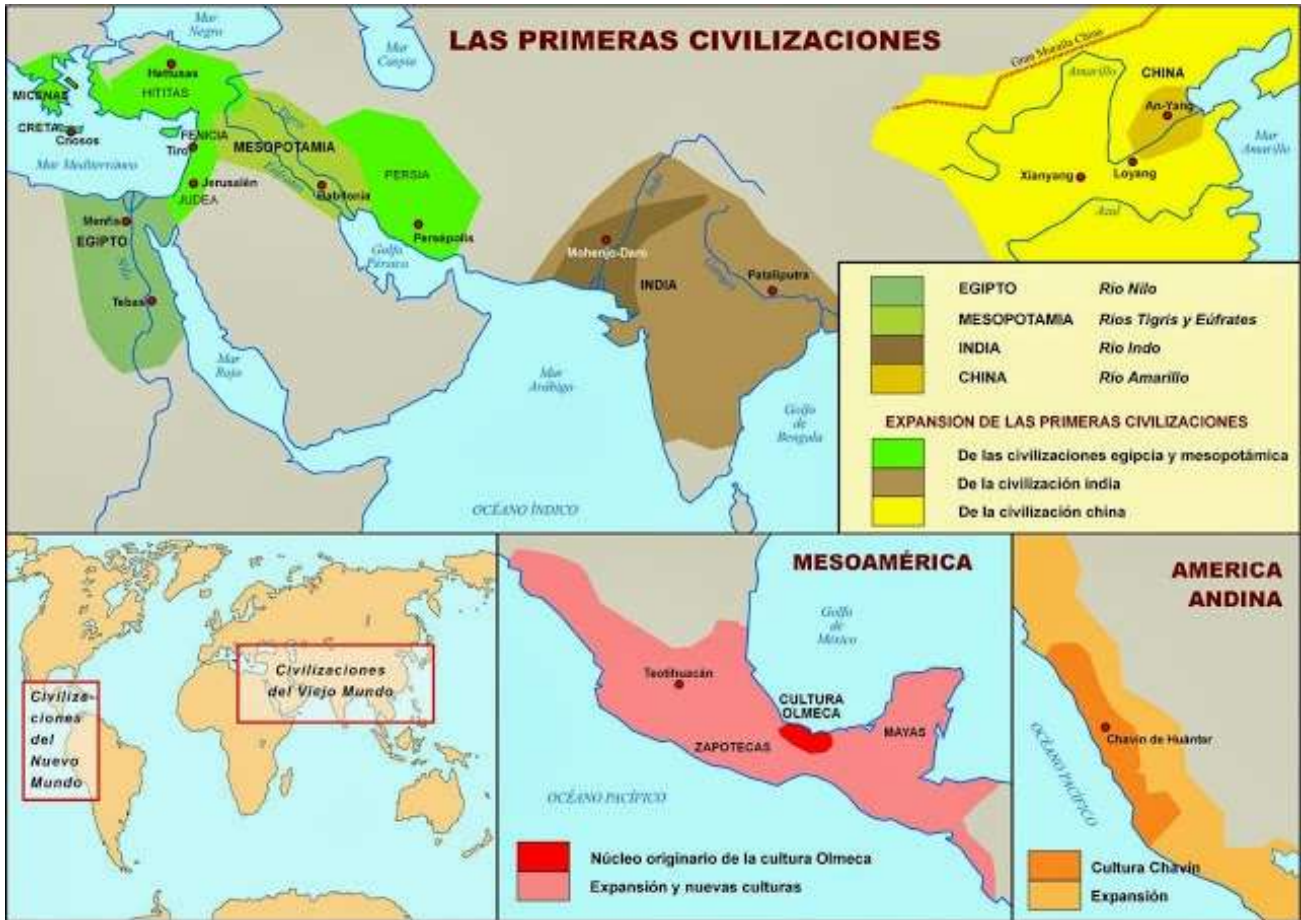 LAS PRIMERAS CIVILIZACIONES
Mar
Negro
Mar
Caspio
Hattusas
HITITAS
MICENAS
CRETA
Cnosos
Mar Mediterráneo
FENICIA
Tiro
Jerusalén
JUDEA
MESOPOTAMIA
Tigris
Eúfrates
Babilonia
PERSIA
Persépolis
Golfo
Pérsico
Menfis
EGIPTO
Nilo
Tebas
Mar
Rojo
Mar
Arábigo
OCÉANO ÍNDICO
Indo
Mohenjo-Daro
INDIA
Ganges
Pataliputra
Golfo
de
Bengala
Gran Muralla China
Amarillo
CHINA
An-Yang
Mar
Amarillo
Xianyang
Loyang
Azul
EGIPTO Río Nilo
MESOPOTAMIA Ríos Tigris y Eúfrates
INDIA Río Indo
CHINA Río Amarillo
EXPANSIÓN DE LAS PRIMERAS CIVILIZACIONES
De las civilizaciones egipcia y mesopotámica
De la civilización india
De la civilización china
Civilizaciones
del Viejo Mundo
Civiliza-
ciones
del
Nuevo
Mundo
MESOAMÉRICA
Golfo
de
México
Teotihuacán
CULTURA
OLMECA
MAYAS
ZAPOTECAS
OCÉANO PACÍFICO
Núcleo originario de la cultura Olmeca
Expansión y nuevas culturas
AMERICA
ANDINA
Chavín de Huántar
OCÉANO PACÍFICO
Cultura Chavín
Expansión